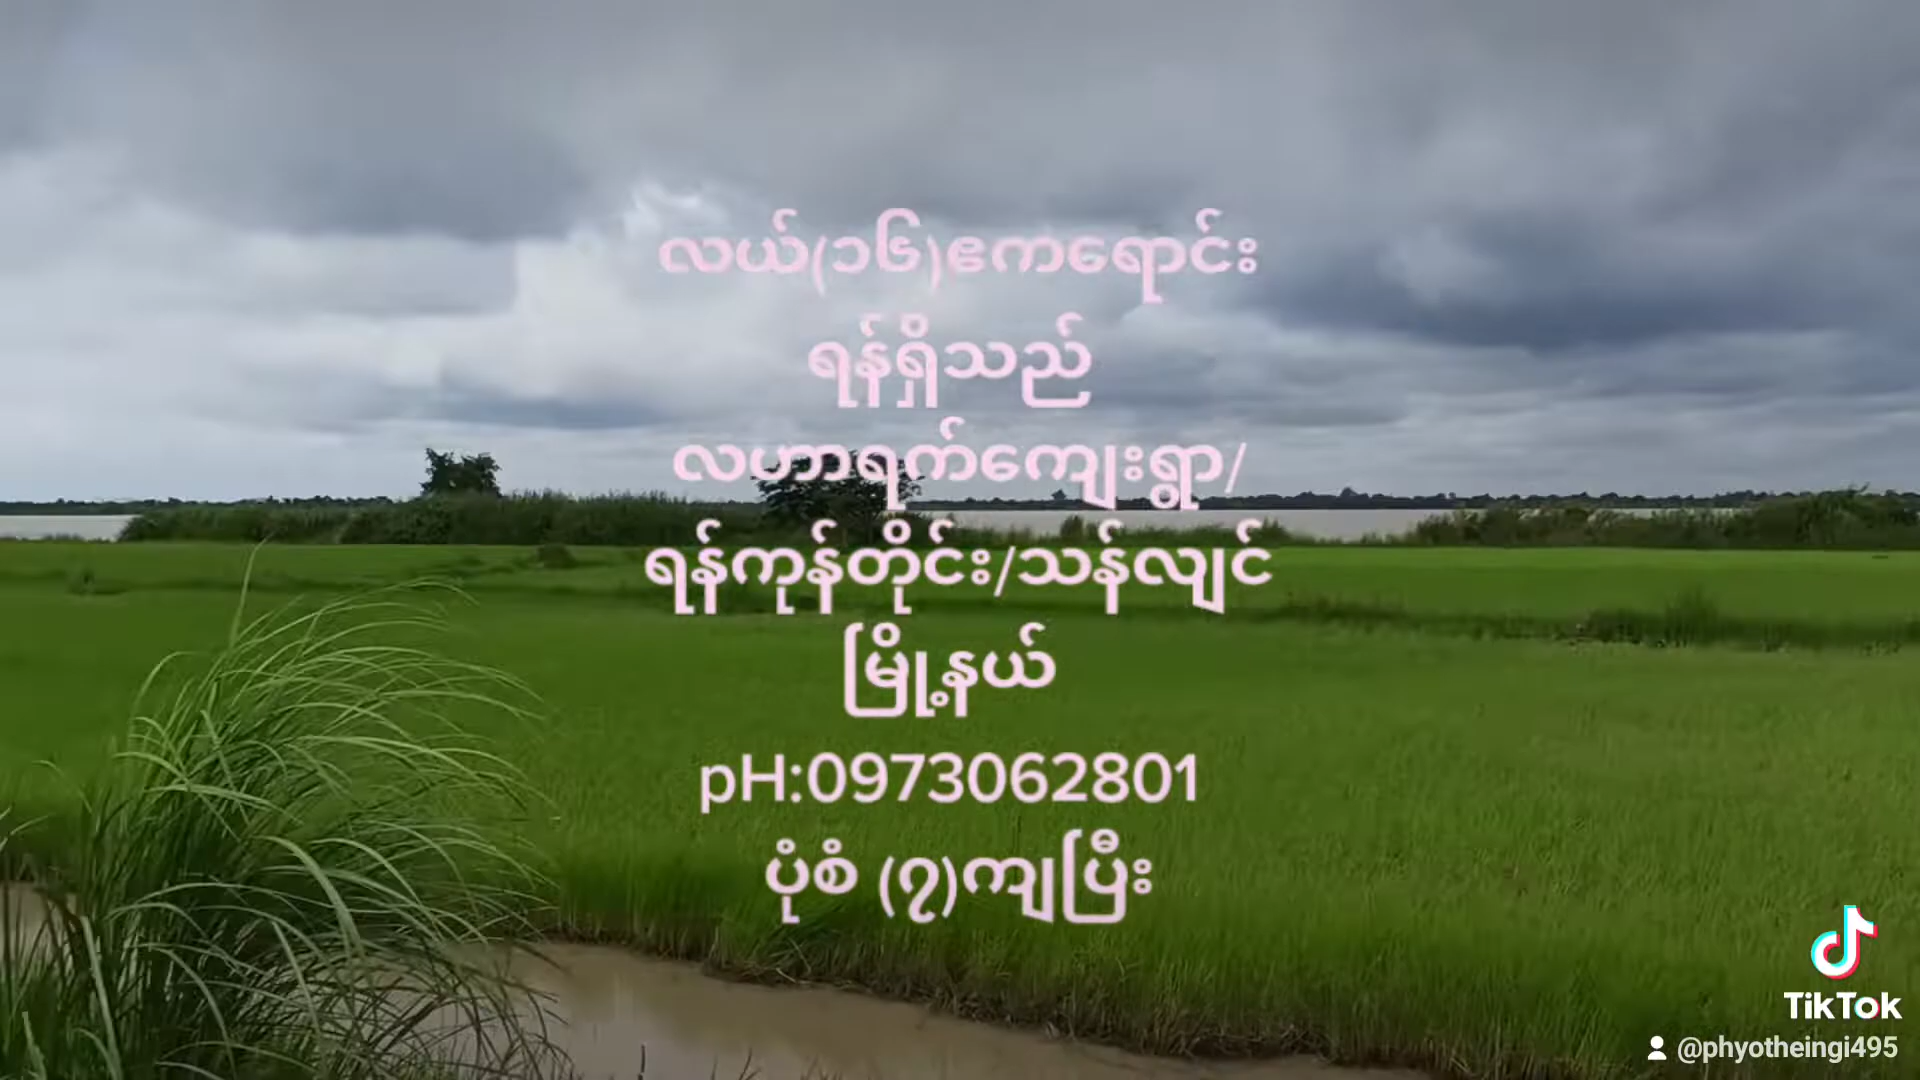 လယ်(၁၆)ဧကရောင်း
ရန်ရှိသည်
လဟာရက်ကျေးရွာ/
ရန်ကုန်တိုင်း/သန်လျင်
မြို့နယ်
pH:0973062801
ပုံစံ (၇)ကျပြီး
TikTok
@phyotheingi495